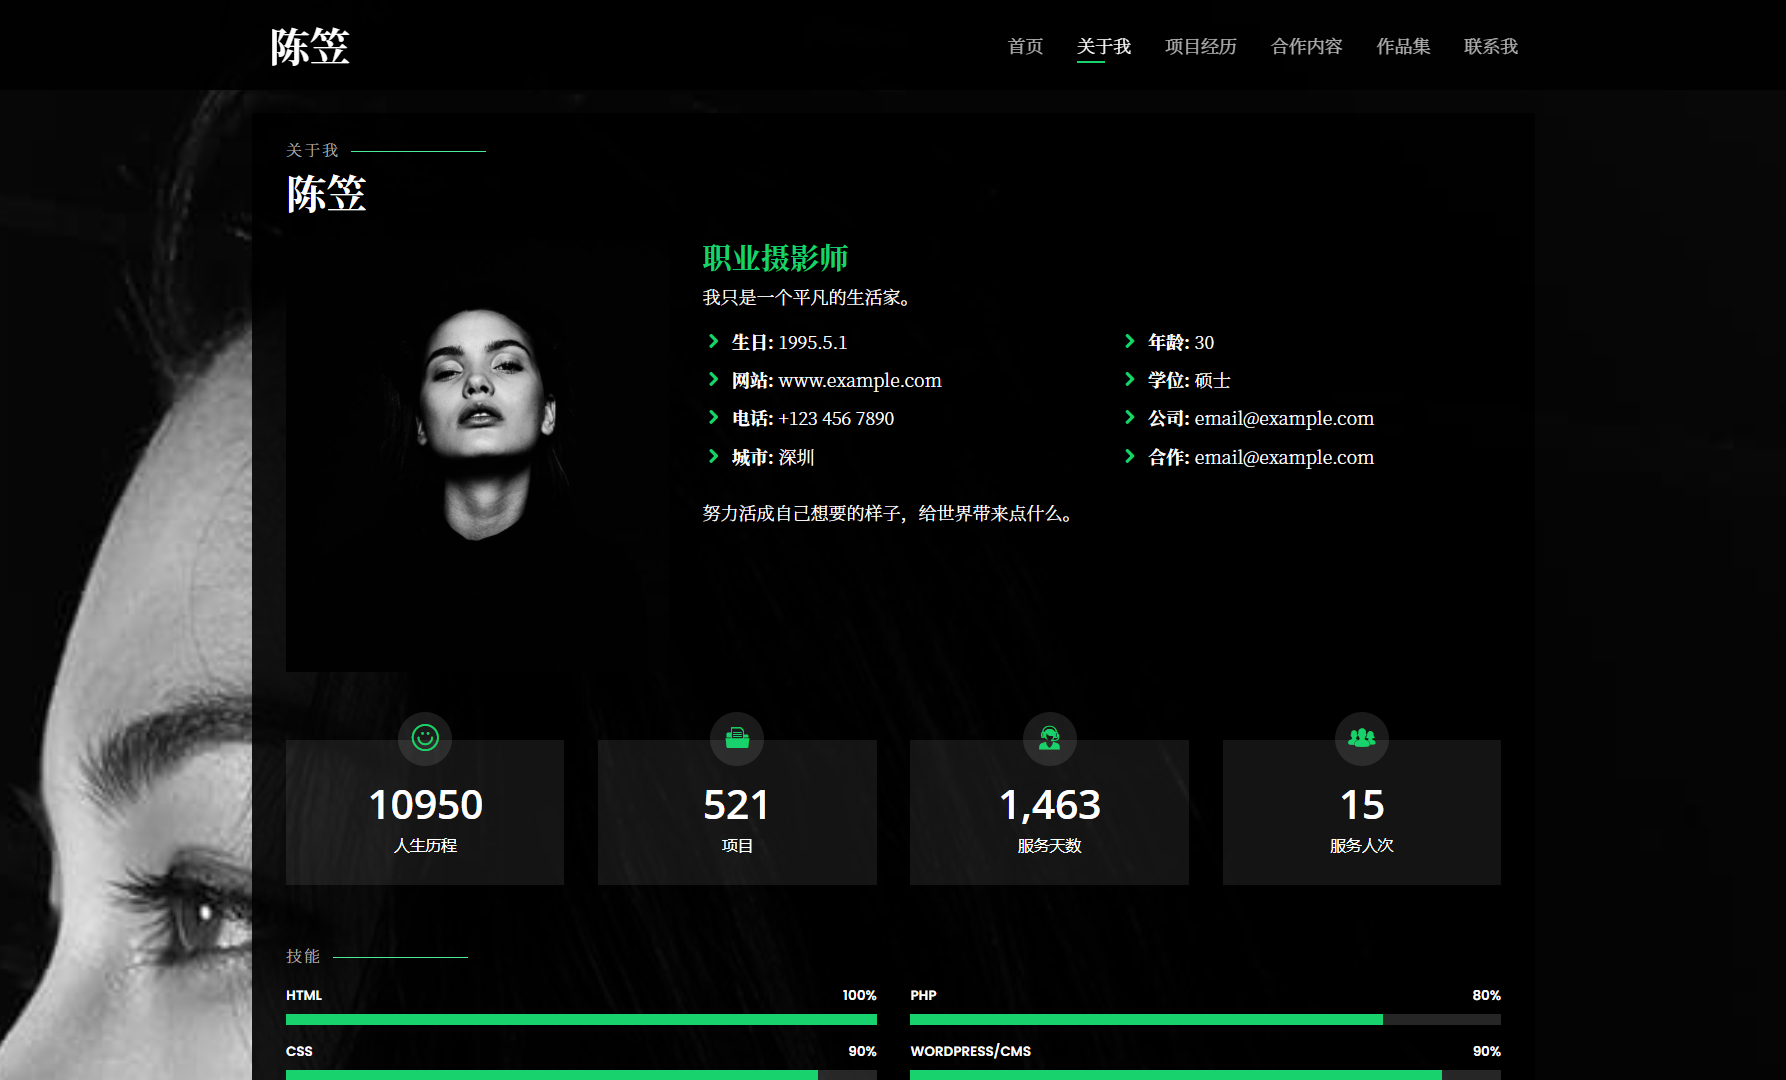 陈笠
首页 关于我 项目经历 合作内容 作品集 联系我
关于我
陈笠
职业摄影师
我只是一个平凡的生活家。
生日: 1995.5.1
网站: www.example.com
电话: +123 456 7890
城市: 深圳
年龄: 30
学位: 硕士
公司: email@example.com
合作: email@example.com
努力活成自己想要的样子，给世界带来点什么。
10950
人生历程
521
项目
1,463
服务天数
15
服务人次
技能
HTML 100%
PHP 80%
CSS 90%
WORDPRESS/CMS 90%